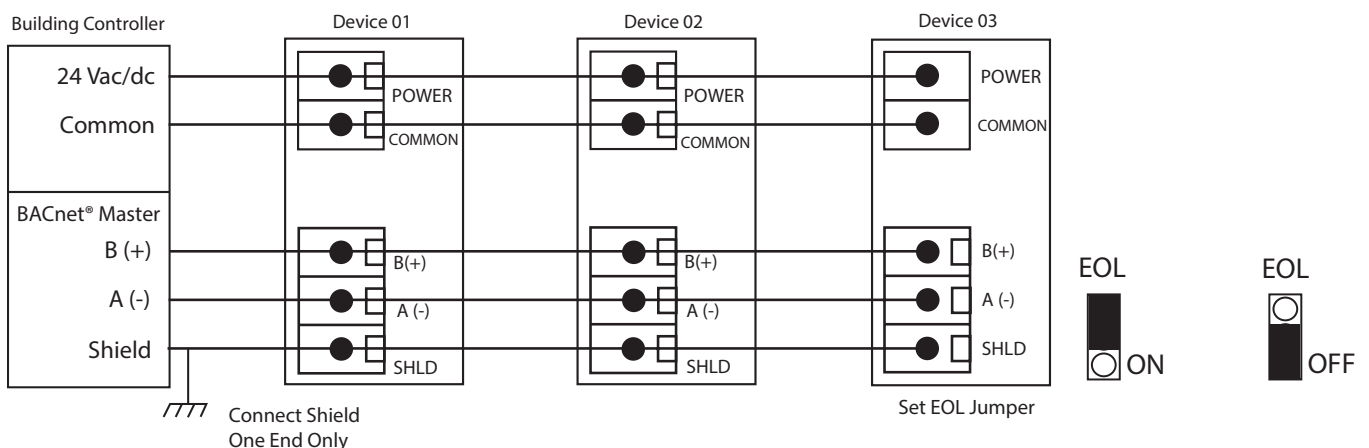 Building Controller
24 Vac/dc
Common
BACnet® Master
B (+)
A (-)
Shield
Connect Shield
One End Only
Device 01
POWER
COMMON
B(+)
A (-)
SHLD
Device 02
POWER
COMMON
B(+)
A (-)
SHLD
Device 03
POWER
COMMON
B(+)
A (-)
SHLD
Set EOL Jumper
EOL
ON
EOL
OFF